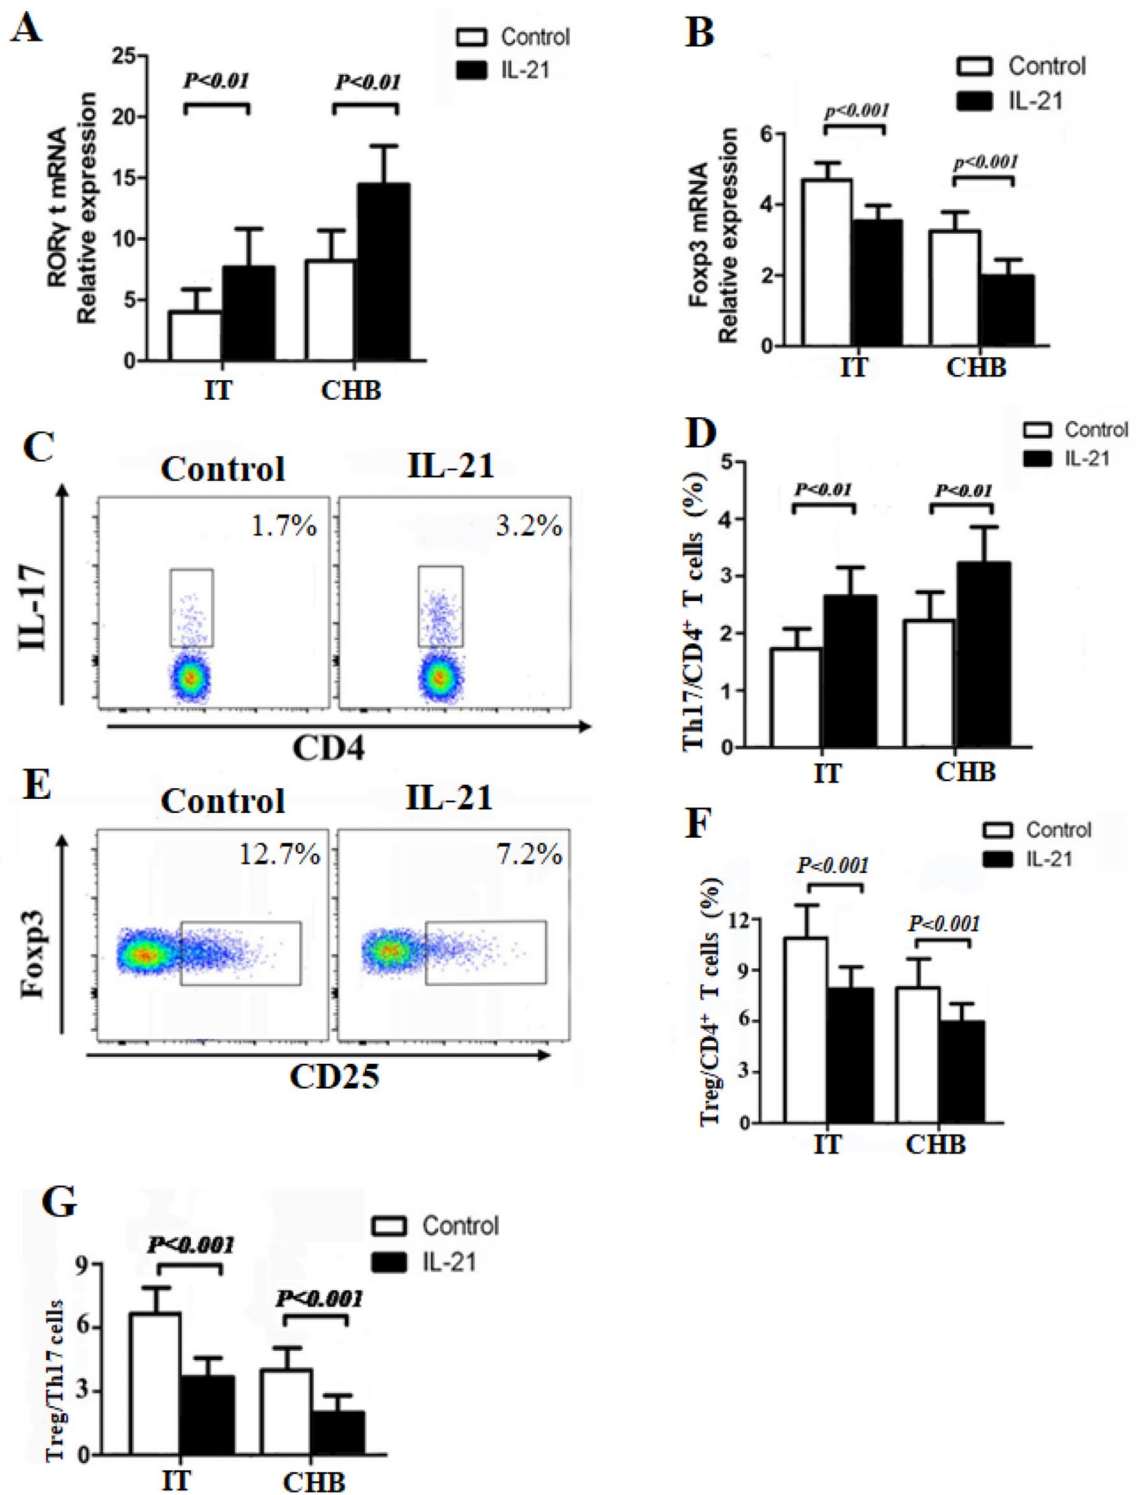 A
Control
IL-21
P<0.01
P<0.01
25
20
15
10
5
0
RORγ t mRNA
Relative expression
IT
CHB
B
Control
IL-21
p<0.001
p<0.001
6
4
2
0
Foxp3 mRNA
Relative expression
IT
CHB
C
Control
IL-21
1.7%
3.2%
IL-17
CD4
D
Control
IL-21
P<0.01
P<0.01
5
4
3
2
1
0
Th17/CD4+ T cells (%)
IT
CHB
E
Control
IL-21
12.7%
7.2%
Foxp3
CD25
F
Control
IL-21
P<0.001
P<0.001
12
9
6
3
0
Treg/CD4+ T cells (%)
IT
CHB
G
Control
IL-21
P<0.001
P<0.001
9
6
3
0
Treg/Th17 cells
IT
CHB